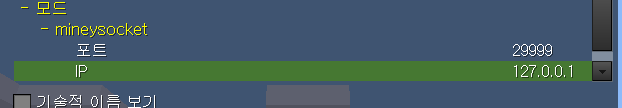 - 모드
- mineysocket
포트 29999
IP 127.0.0.1
기술적 이름 보기